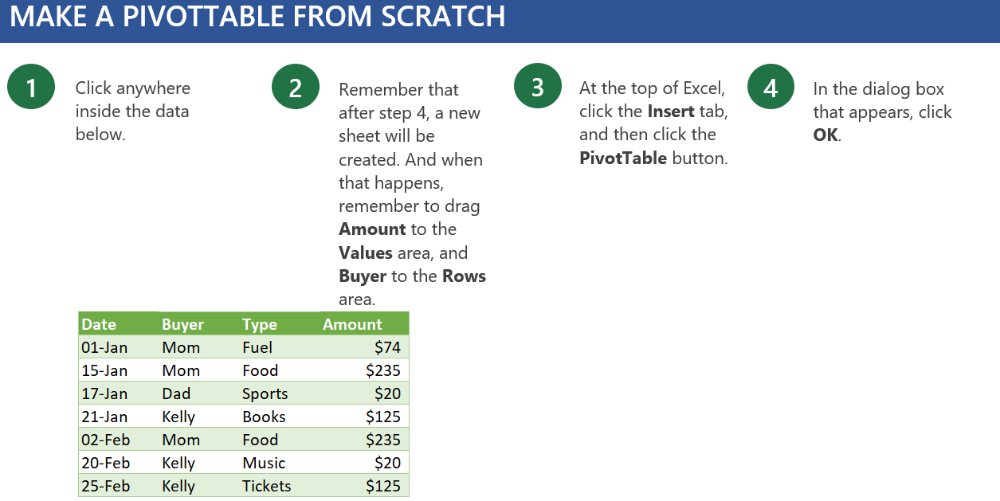 MAKE A PIVOTTABLE FROM SCRATCH
1
Click anywhere
inside the data
below.
2
Remember that
after step 4, a new
sheet will be
created. And when
that happens,
remember to drag
Amount to the
Values area, and
Buyer to the Rows
area.
3
At the top of Excel,
click the Insert tab,
and then click the
PivotTable button.
4
In the dialog box
that appears, click
OK.
Date Buyer Type Amount
01-Jan Mom Fuel $74
15-Jan Mom Food $235
17-Jan Dad Sports $20
21-Jan Kelly Books $125
02-Feb Mom Food $235
20-Feb Kelly Music $20
25-Feb Kelly Tickets $125